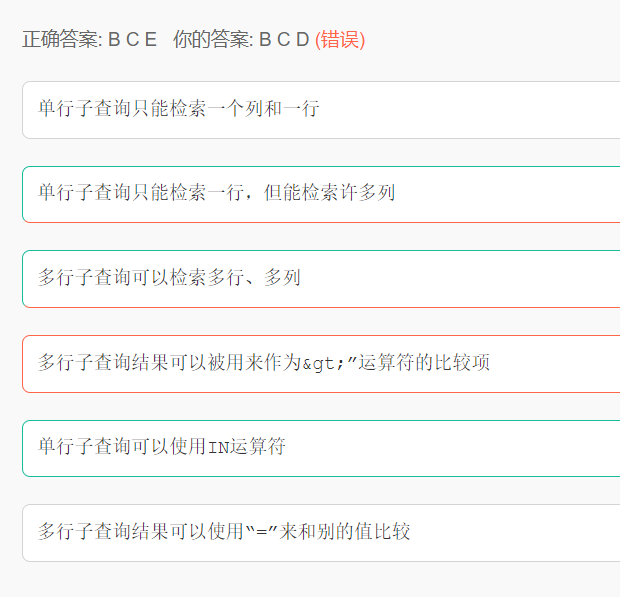 正确答案: B C E 你的答案: B C D (错误)
单行子查询只能检索一个列和一行
单行子查询只能检索一行，但能检索许多列
多行子查询可以检索多行、多列
多行子查询结果可以被用来作为&gt;”运算符的比较项
单行子查询可以使用IN运算符
多行子查询结果可以使用“=”来和别的值比较